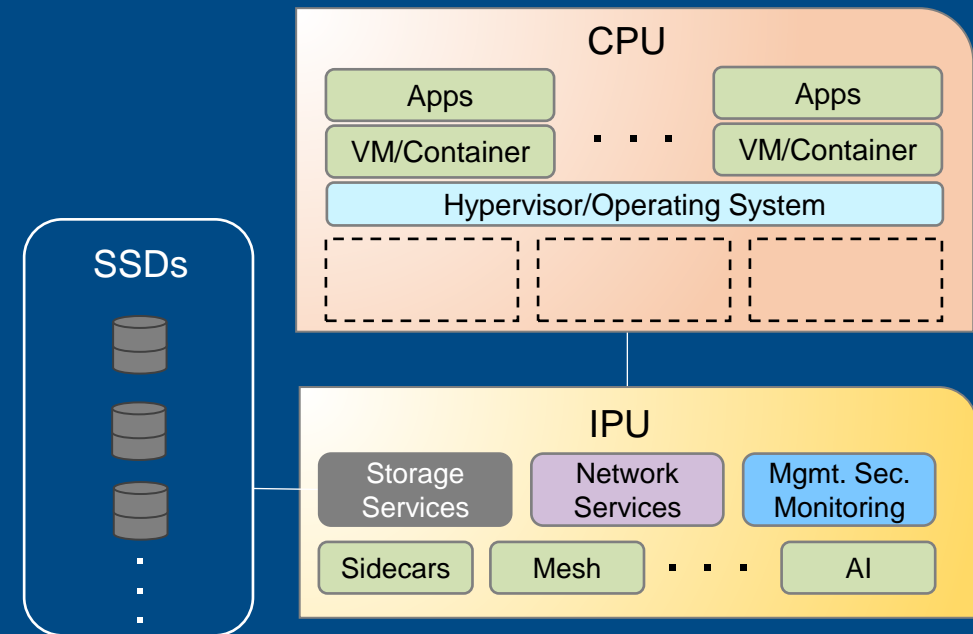 CPU
Apps
Apps
VM/Container
. . .
VM/Container
Hypervisor/Operating System
SSDs
IPU
Storage
Services
Network
Services
Mgmt. Sec.
Monitoring
Sidecars
Mesh
. . .
AI